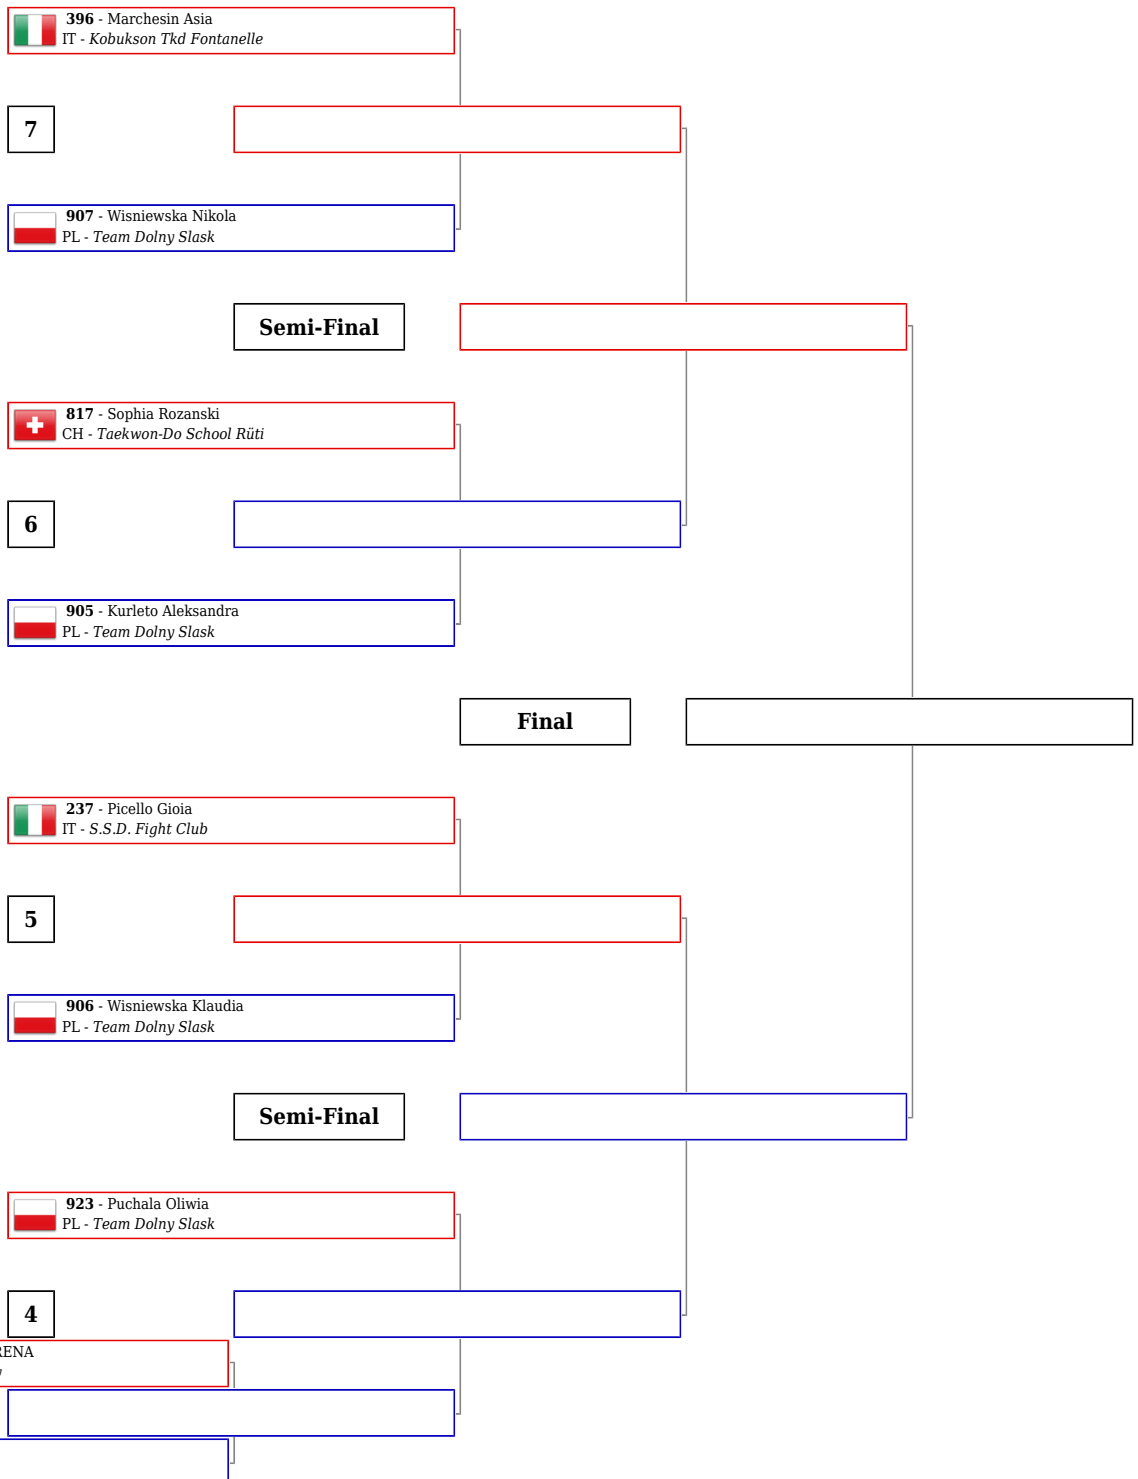 396 - Marchesin Asia
IT - Kobukson Tkd Fontanelle
7
907 - Wisniewska Nikola
PL - Team Dolny Slask
Semi-Final
817 - Sophia Rozanski
CH - Taekwon-Do School Rüti
6
905 - Kurleto Aleksandra
PL - Team Dolny Slask
Final
237 - Picello Gioia
IT - S.S.D. Fight Club
5
906 - Wisniewska Klaudia
PL - Team Dolny Slask
Semi-Final
923 - Puchala Oliwia
PL - Team Dolny Slask
4